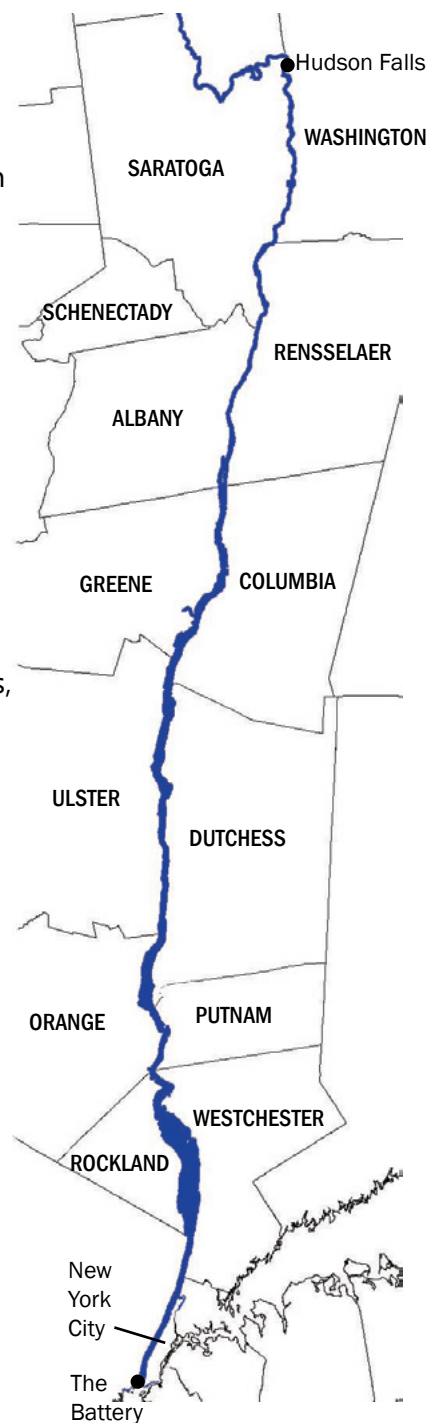 Hudson Falls
WASHINGTON
n
SARATOGA
SCHENECTADY
RENSSELAER
ALBANY
GREENE
COLUMBIA
s,
ULSTER
DUTCHESS
ORANGE
PUTNAM
WESTCHESTER
ROCKLAND
New
York
City
The
Battery